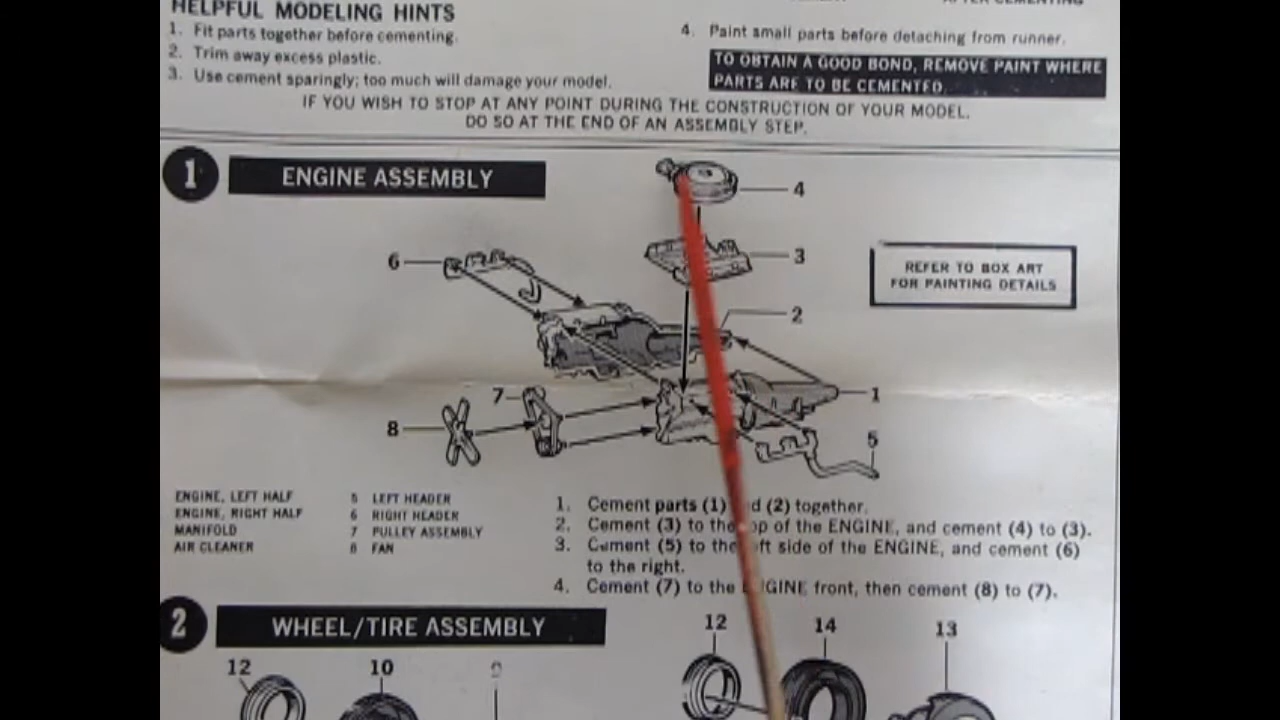 HELPFUL MODELING HINTS
1. Fit parts together before cementing.
2. Trim away excess plastic.
3. Use cement sparingly; too much will damage your model.
4. Paint small parts before detaching from runner.
TO OBTAIN A GOOD BOND, REMOVE PAINT WHERE
PARTS ARE TO BE CEMENTED
IF YOU WISH TO STOP AT ANY POINT DURING THE CONSTRUCTION OF YOUR MODEL.
DO SO AT THE END OF AN ASSEMBLY STEP.
1 ENGINE ASSEMBLY
4
6
3
REFER TO BOX ART
FOR PAINTING DETAILS
2
7
1
8
5
ENGINE, LEFT HALF
ENGINE, RIGHT HALF
MANIFOLD
AIR CLEANER
5 LEFT HEADER
6 RIGHT HEADER
7 PULLEY ASSEMBLY
8 FAN
1. Cement parts (1) (2) together.
2. Cement (3) to the of the ENGINE, and cement (4) to (3).
3. Cement (5) to the side of the ENGINE, and cement (6)
to the right.
4. Cement (7) to the front, then cement (8) to (7).
2 WHEEL/TIRE ASSEMBLY
12
10
9
12
14
13